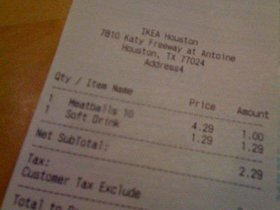 IKEA Houston
7810 Katy Freeway at Antoine
Houston, TX 77024
Address4
Qty / Item Name Price Amount
1 Meatballs 10 4.29 1.00
1 Soft Drink 1.29 1.29
Net SubTotal: 2.29
Tax:
Customer Tax Exclude
Total to